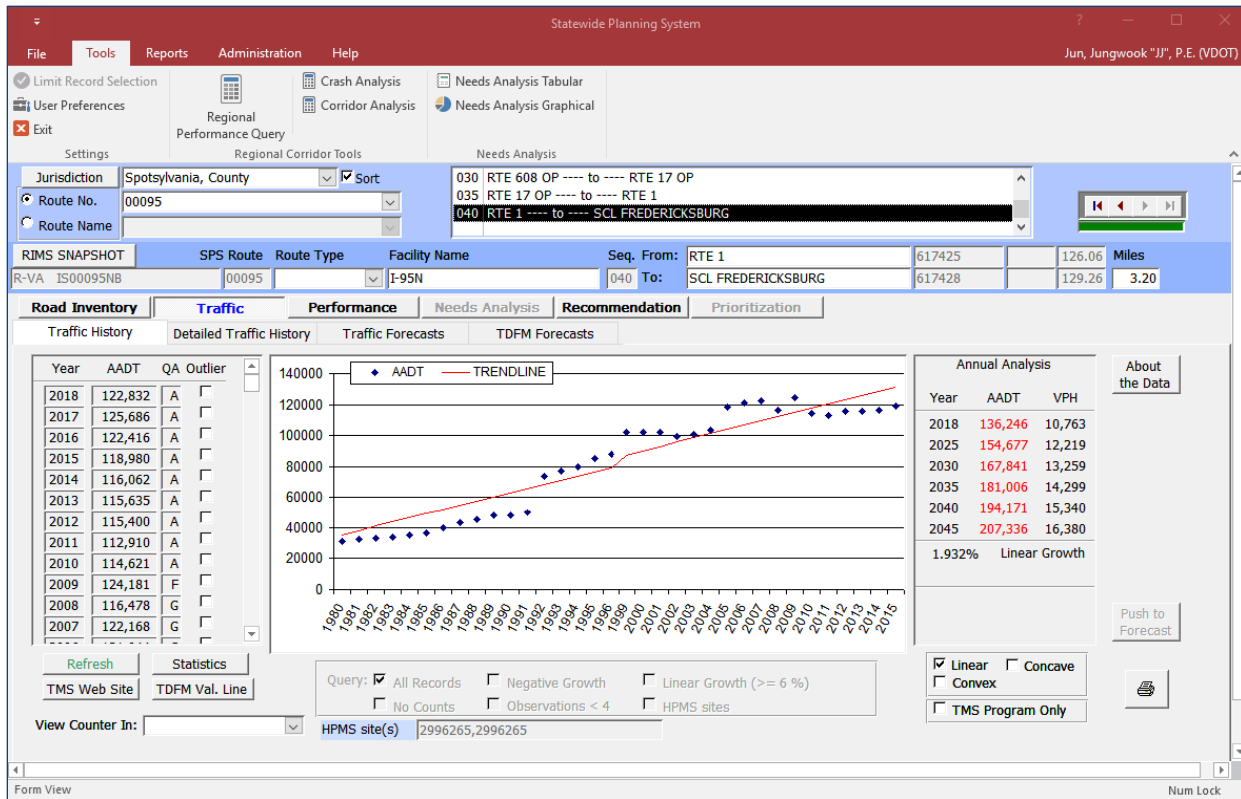 Statewide Planning System
File Tools Reports Administration Help Jun, Jungwook "JJ", P.E. (VDOT)
Limit Record Selection
User Preferences
Exit
Settings
Regional
Performance Query
Crash Analysis
Corridor Analysis
Regional Corridor Tools
Needs Analysis Tabular
Needs Analysis Graphical
Needs Analysis
Jurisdiction Spotsylvania, County Sort
Route No. 00095
Route Name
030 RTE 608 OP ---- to ---- RTE 17 OP
035 RTE 17 OP ---- to ---- RTE 1
040 RTE 1 ---- to ---- SCL FREDERICKSBURG
RIMS SNAPSHOT SPS Route Route Type Facility Name Seq. From: RTE 1 617425 126.06 Miles
R-VA IS00095NB 00095 I-95N 040 To: SCL FREDERICKSBURG 617428 129.26 3.20
Road Inventory Traffic Performance Needs Analysis Recommendation Prioritization
Traffic History Detailed Traffic History Traffic Forecasts TDFM Forecasts
Year AADT QA Outlier
2018 122,832 A
2017 125,686 A
2016 122,416 A
2015 118,980 A
2014 116,062 A
2013 115,635 A
2012 115,400 A
2011 112,910 A
2010 114,621 A
2009 124,181 F
2008 116,478 G
2007 122,168 G
AADT TRENDLINE
140000
120000
100000
80000
60000
40000
20000
0
1980 1981 1982 1983 1984 1985 1986 1987 1988 1989 1990 1991 1992 1993 1994 1995 1996 1999 2000 2001 2002 2003 2004 2005 2006 2007 2008 2009 2010 2011 2012 2013 2014 2015
Annual Analysis
Year AADT VPH
2018 136,246 10,763
2025 154,677 12,219
2030 167,841 13,259
2035 181,006 14,299
2040 194,171 15,340
2045 207,336 16,380
1.932% Linear Growth
About
the Data
Push to
Forecast
Refresh Statistics
TMS Web Site TDFM Val. Line
View Counter In:
Query: All Records Negative Growth Linear Growth (>= 6 %)
No Counts Observations < 4 HPMS sites
HPMS site(s) 2996265,2996265
Linear Concave
Convex
TMS Program Only
Form View Num Lock